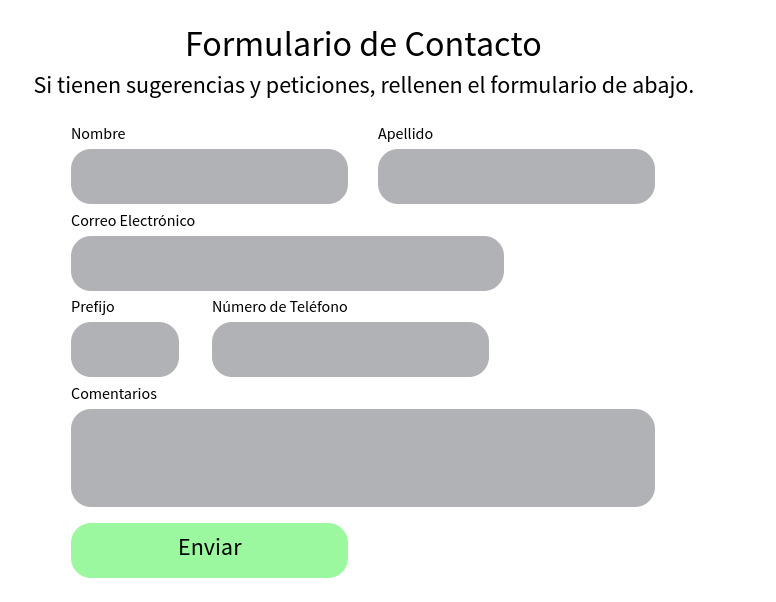 Formulario de Contacto
Si tienen sugerencias y peticiones, rellenen el formulario de abajo.
Nombre Apellido
Correo Electrónico
Prefijo Número de Teléfono
Comentarios
Enviar